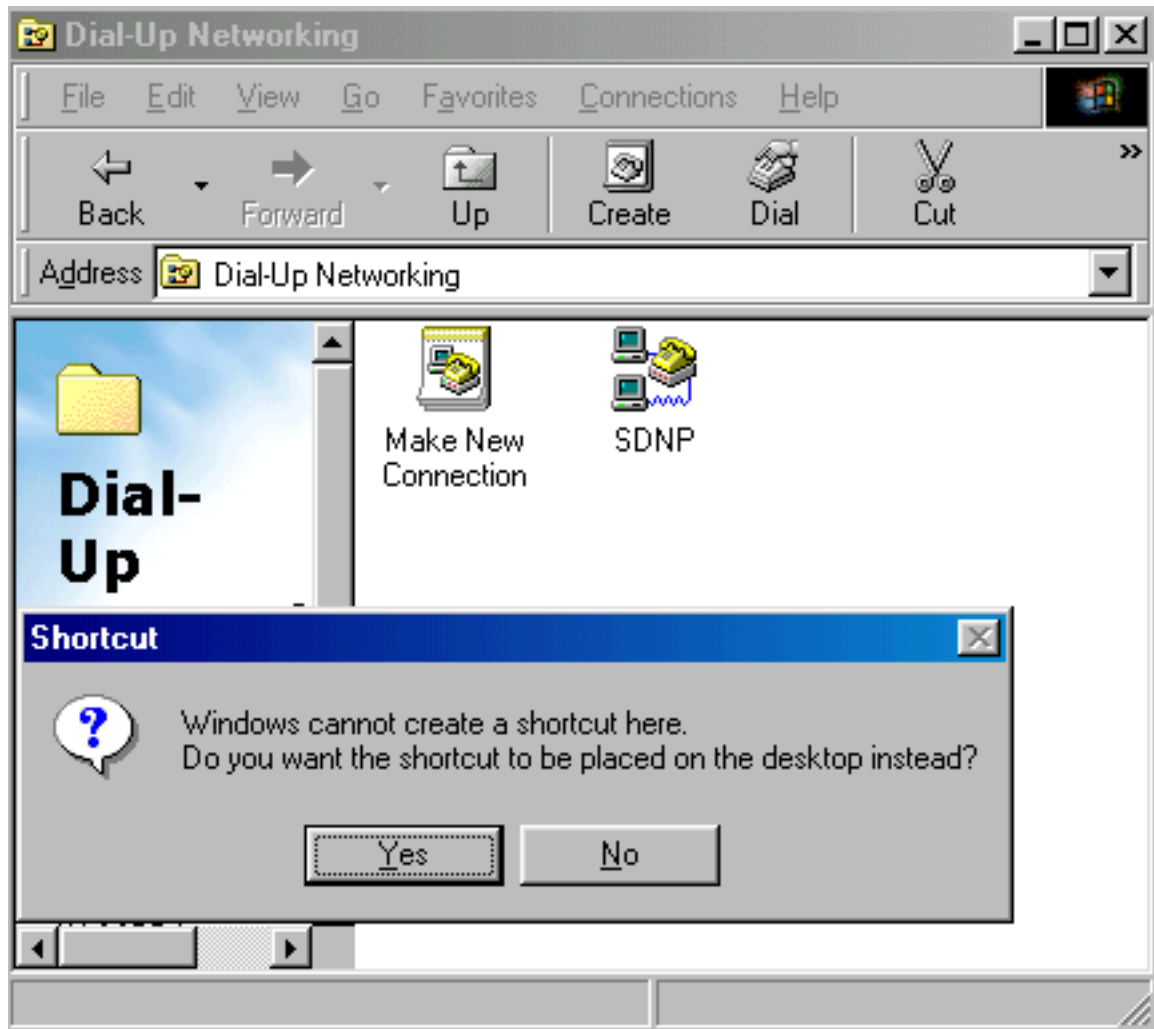 Dial-Up Networking
File Edit View Go Favorites Connections Help
Back Forward Up Create Dial Cut »
Address Dial-Up Networking
Make New
Connection
SDNP
Dial-
Up
Shortcut
Windows cannot create a shortcut here.
Do you want the shortcut to be placed on the desktop instead?
Yes No